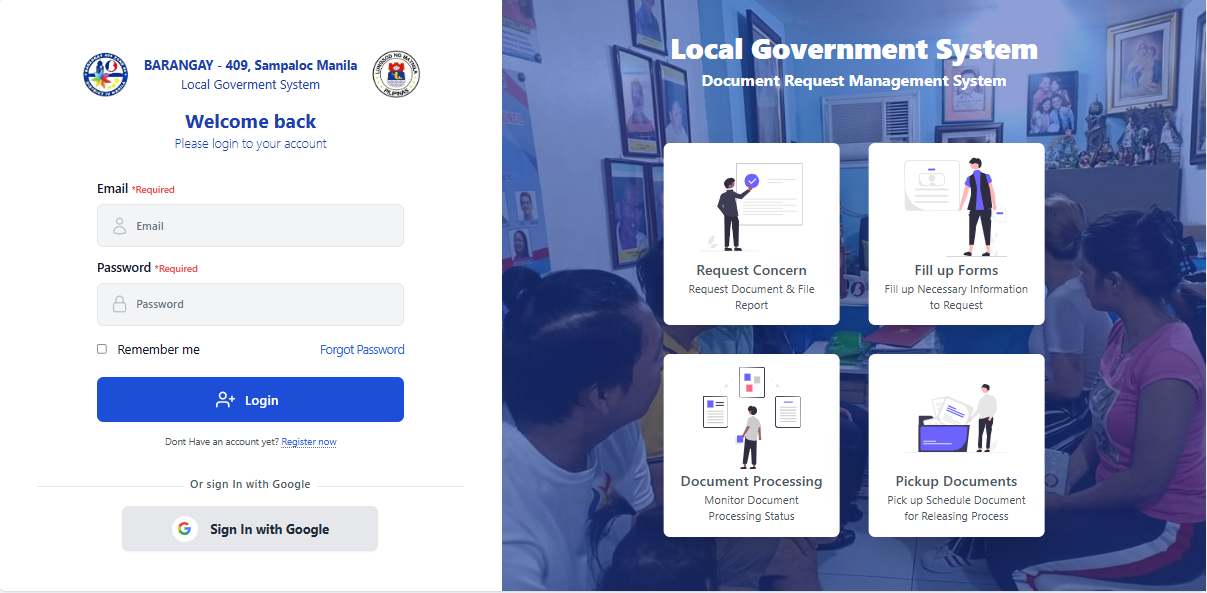 BARANGAY - 409, Sampaloc Manila
Local Goverment System
Welcome back
Please login to your account
Email *Required
Email
Password *Required
Password
Remember me
Forgot Password
Login
Dont Have an account yet? Register now
Or sign In with Google
Sign In with Google
Local Government System
Document Request Management System
Request Concern
Request Document & File
Report
Fill up Forms
Fill up Necessary Information
to Request
Document Processing
Monitor Document
Processing Status
Pickup Documents
Pick up Schedule Document
for Releasing Process